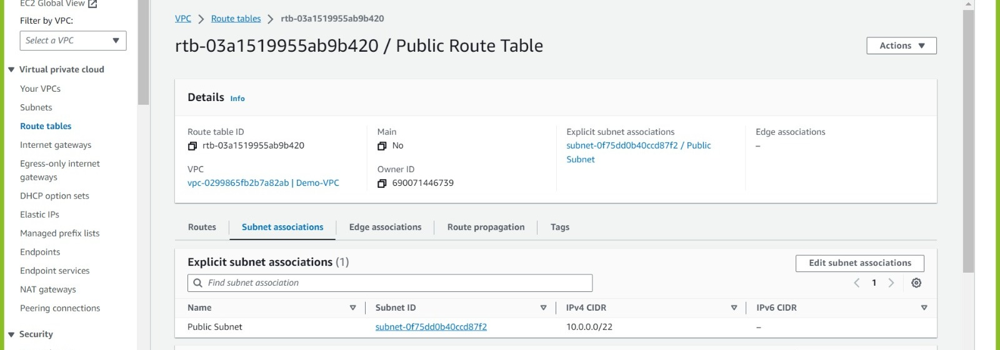 EC2 Global View
Filter by VPC:
Select a VPC
Virtual private cloud
Your VPCs
Subnets
Route tables
Internet gateways
Egress-only internet
gateways
DHCP option sets
Elastic IPs
Managed prefix lists
Endpoints
Endpoint services
NAT gateways
Peering connections
Security
VPC > Route tables > rtb-03a1519955ab9b420
rtb-03a1519955ab9b420 / Public Route Table
Actions
Details Info
Route table ID
rtb-03a1519955ab9b420
VPC
vpc-0299865fb2b7a82ab | Demo-VPC
Main
No
Owner ID
690071446739
Explicit subnet associations
subnet-0f75dd0b40ccd87f2 / Public
Subnet
Edge associations
–
Routes Subnet associations Edge associations Route propagation Tags
Explicit subnet associations (1)
Edit subnet associations
Find subnet association
1
Name Subnet ID IPv4 CIDR IPv6 CIDR
Public Subnet subnet-0f75dd0b40ccd87f2 10.0.0.0/22 –